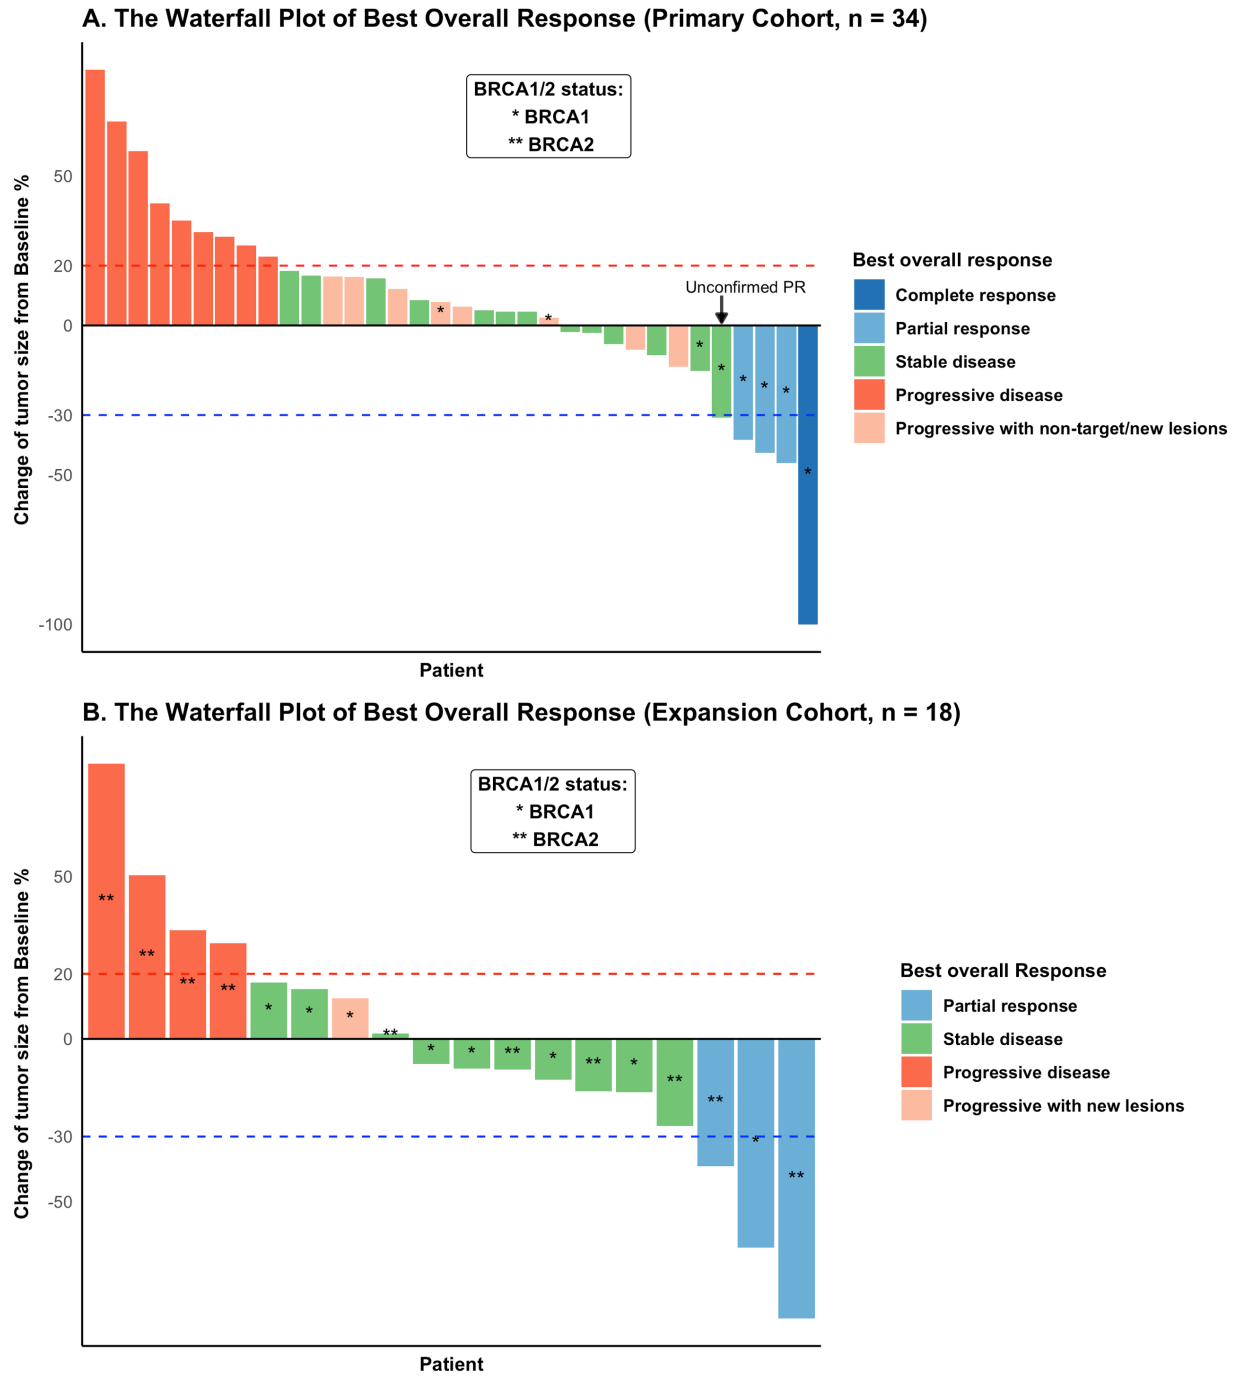 A. The Waterfall Plot of Best Overall Response (Primary Cohort, n = 34)
BRCA1/2 status:
* BRCA1
** BRCA2
Change of tumor size from Baseline %
50
20
0
-30
-50
-100
Unconfirmed PR
*
*
*
*
*
*
*
*
Patient
Best overall response
Complete response
Partial response
Stable disease
Progressive disease
Progressive with non-target/new lesions
B. The Waterfall Plot of Best Overall Response (Expansion Cohort, n = 18)
BRCA1/2 status:
* BRCA1
** BRCA2
Change of tumor size from Baseline %
50
20
0
-30
-50
**
**
**
**
*
*
*
**
*
*
**
*
**
*
**
**
*
**
Patient
Best overall Response
Partial response
Stable disease
Progressive disease
Progressive with new lesions